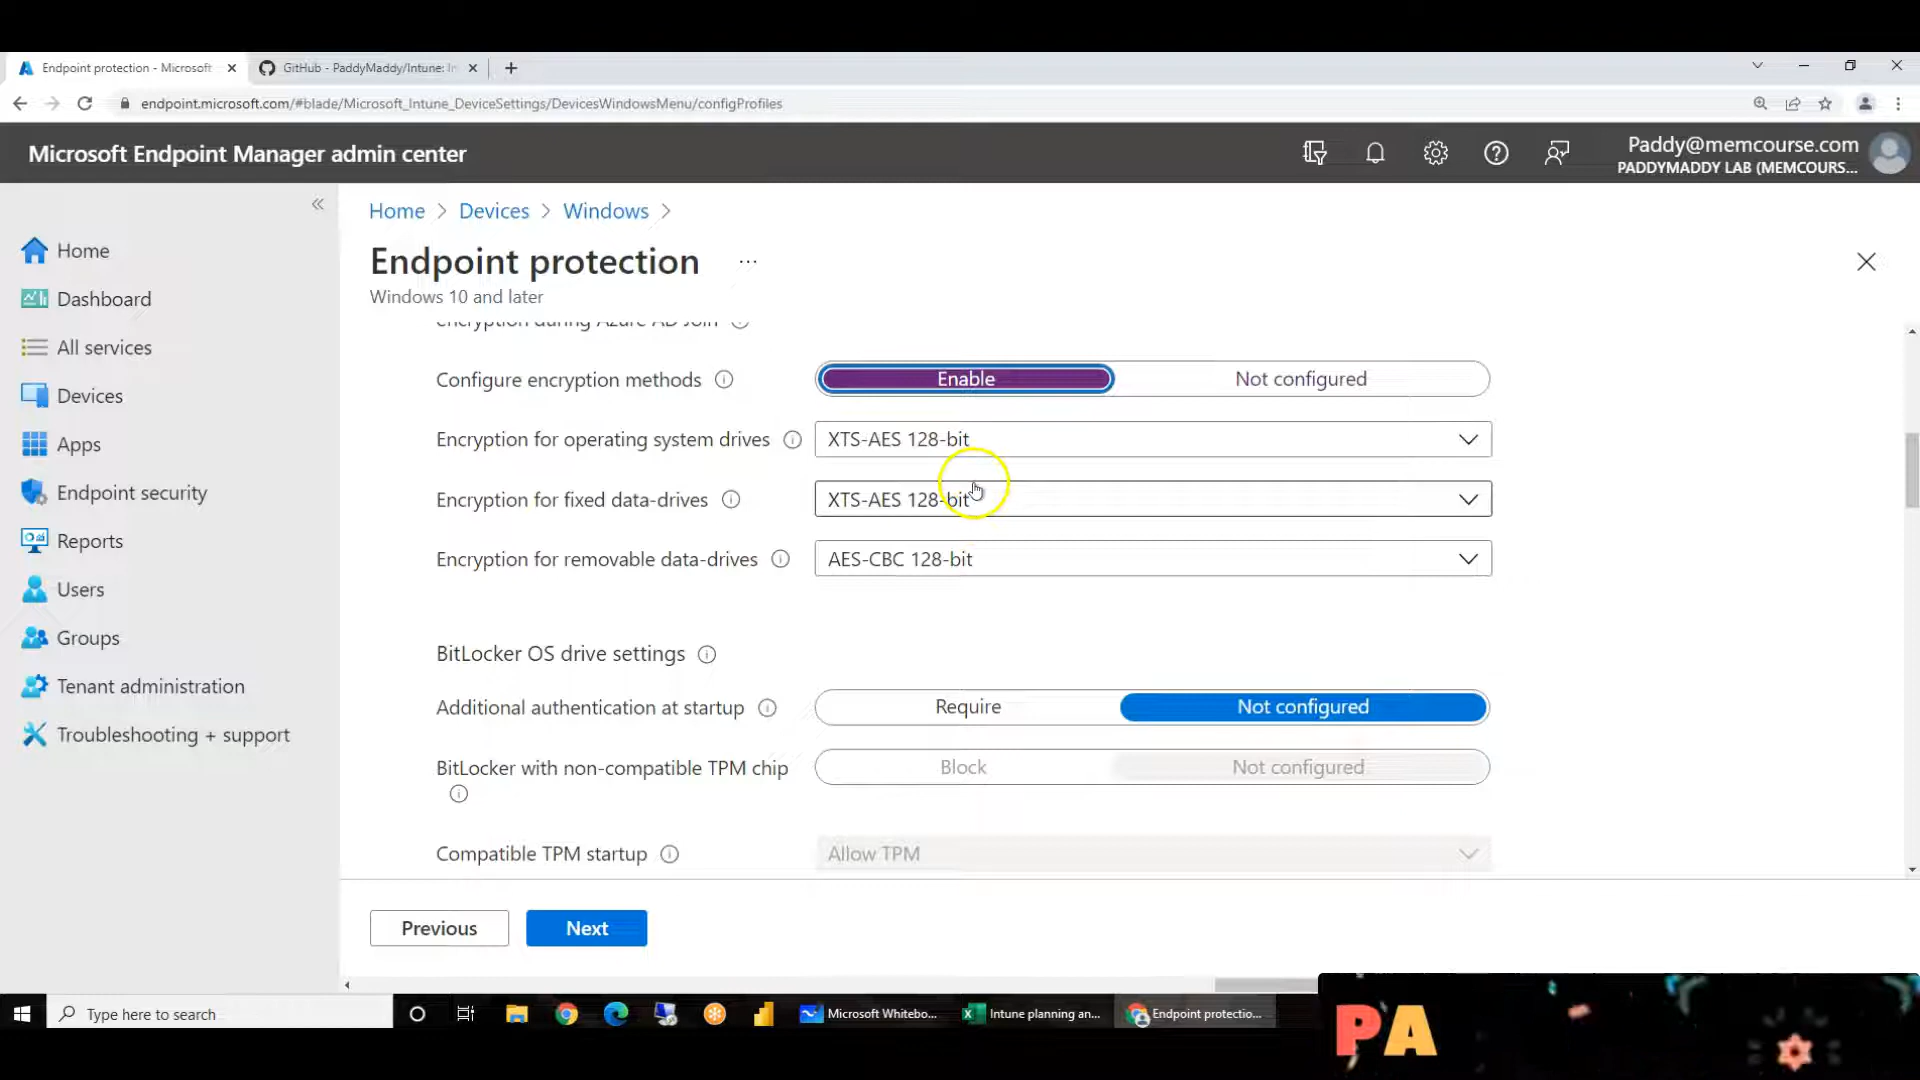 Endpoint protection - Microsoft
GitHub - PaddyMaddy/Intune: In
endpoint.microsoft.com/#blade/Microsoft_Intune_DeviceSettings/DevicesWindowsMenu/configProfiles
Microsoft Endpoint Manager admin center
Paddy@memcourse.com
PADDYMADDY LAB (MEMCOURS...
Home > Devices > Windows >
Endpoint protection ...
Windows 10 and later
Home
Dashboard
All services
Devices
Apps
Endpoint security
Reports
Users
Groups
Tenant administration
Troubleshooting + support
encryption during Azure AD Join
Configure encryption methods Enable Not configured
Encryption for operating system drives XTS-AES 128-bit
Encryption for fixed data-drives XTS-AES 128-bit
Encryption for removable data-drives AES-CBC 128-bit
BitLocker OS drive settings
Additional authentication at startup Require Not configured
BitLocker with non-compatible TPM chip Block Not configured
Compatible TPM startup Allow TPM
Previous Next
Type here to search
Microsoft Whitebo...
Intune planning an...
Endpoint protectio...
PA